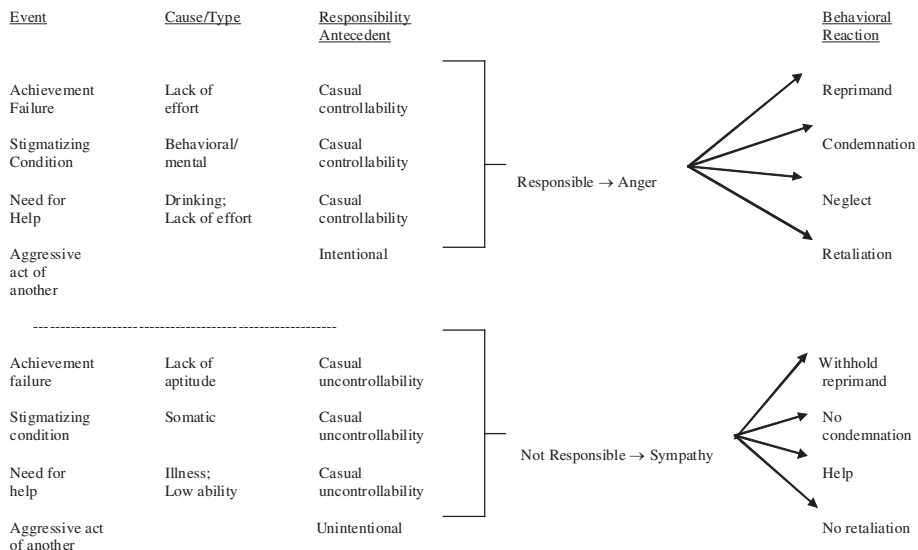 Event Cause/Type Responsibility Behavioral
Antecedent Reaction
Achievement Lack of Casual Reprimand
Failure effort controllability
Stigmatizing Behavioral/ Casual Condemnation
Condition mental controllability
Responsible → Anger
Need for Drinking; Casual Neglect
Help Lack of effort controllability
Aggressive Intentional Retaliation
act of
another
Achievement Lack of Casual Withhold
failure aptitude uncontrollability reprimand
Stigmatizing Somatic Casual No
condition uncontrollability condemnation
Not Responsible → Sympathy
Need for Illness; Casual Help
help Low ability uncontrollability
Aggressive act Unintentional No retaliation
of another